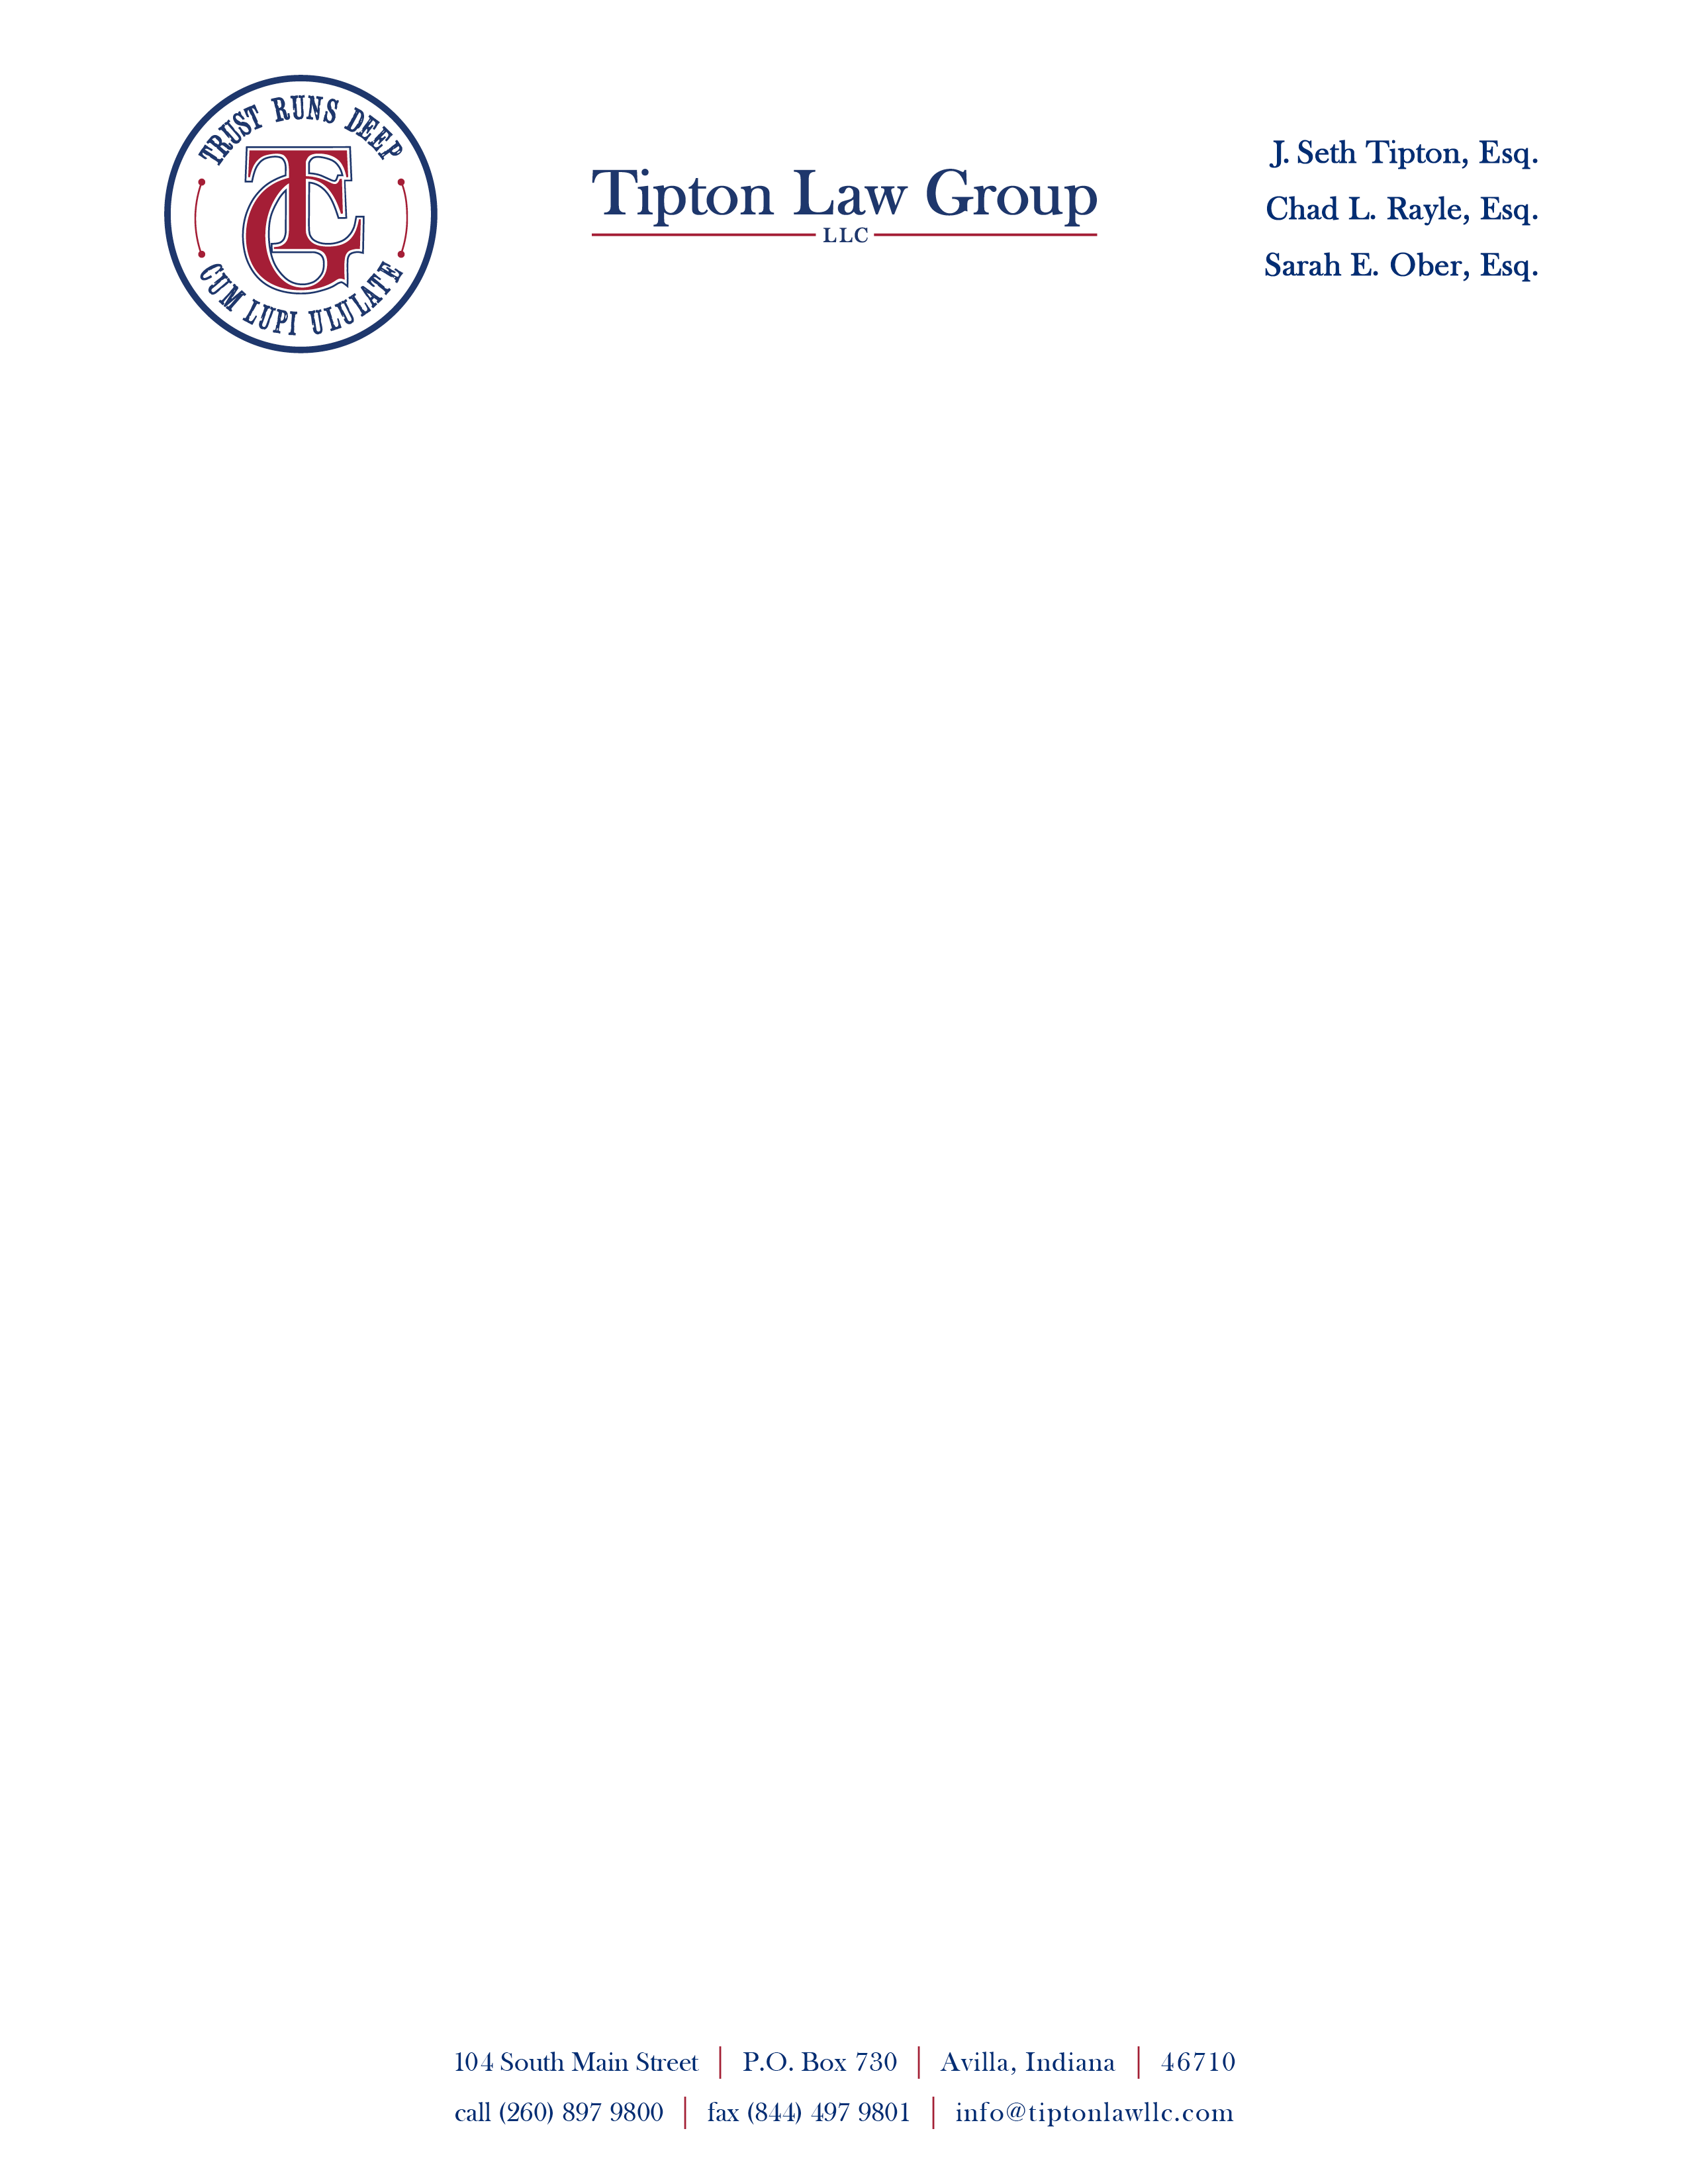 TRUST RUNS DEEP
TLG
CUM LUPI ULULATE
Tipton Law Group
LLC
J. Seth Tipton, Esq.
Chad L. Rayle, Esq.
Sarah E. Ober, Esq.
104 South Main Street | P.O. Box 730 | Avilla, Indiana | 46710
call (260) 897 9800 | fax (844) 497 9801 | info@tiptonlawllc.com